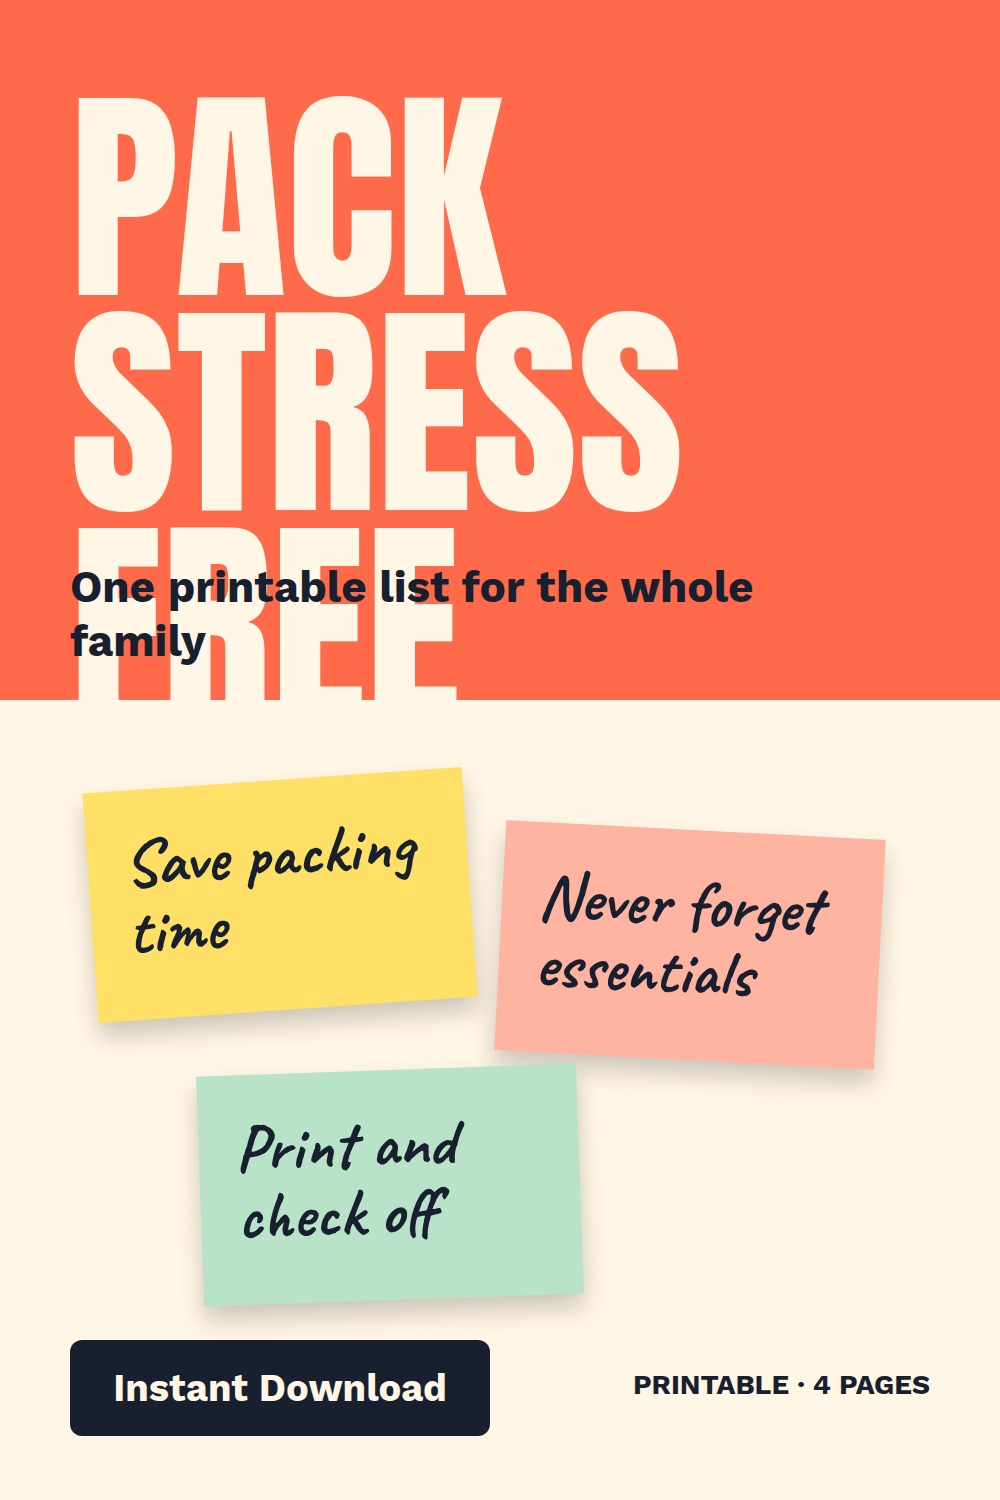 PACK
STRESS
FREE
One printable list for the whole
family
Save packing
time
Never forget
essentials
Print and
check off
Instant Download
PRINTABLE · 4 PAGES